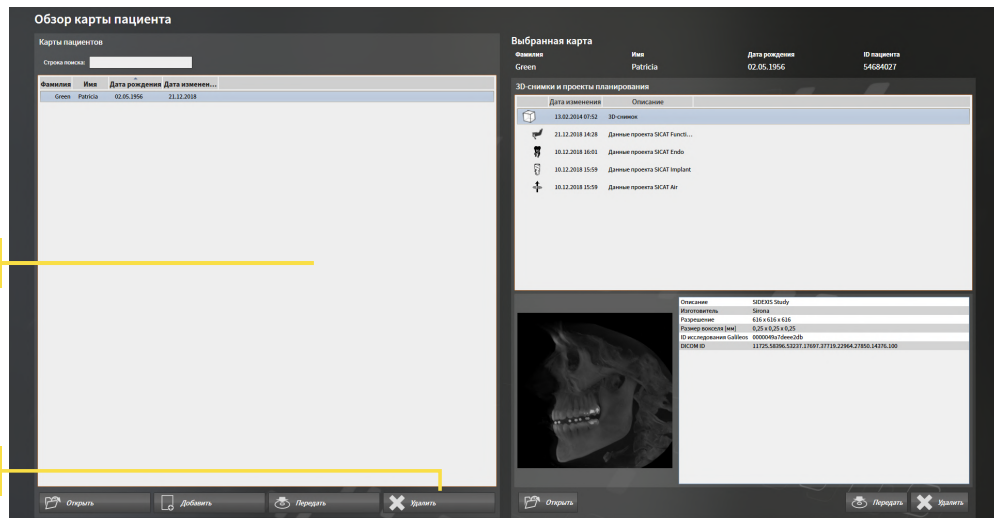 Обзор карты пациента
Карты пациентов
Строка поиска:
Фамилия Имя Дата рождения Дата изменен...
Green Patricia 02.05.1956 21.12.2018
Открыть Добавить Передать Удалить
Выбранная карта
Фамилия Имя Дата рождения ID пациента
Green Patricia 02.05.1956 54684027
3D-снимки и проекты планирования
Дата изменения Описание
13.02.2014 07:52 3D-снимок
21.12.2018 14:28 Данные проекта SICAT Functi...
10.12.2018 16:01 Данные проекта SICAT Endo
10.12.2018 15:59 Данные проекта SICAT Implant
10.12.2018 15:59 Данные проекта SICAT Air
Описание SIDEXIS Study
Изготовитель Sirona
Разрешение 616 x 616 x 616
Размер вокселя [мм] 0,25 x 0,25 x 0,25
ID исследования Galileos 0000049a7deee2db
DICOM ID 11725.58396.53237.17697.37719.22964.27850.14376.100
Открыть Передать Удалить